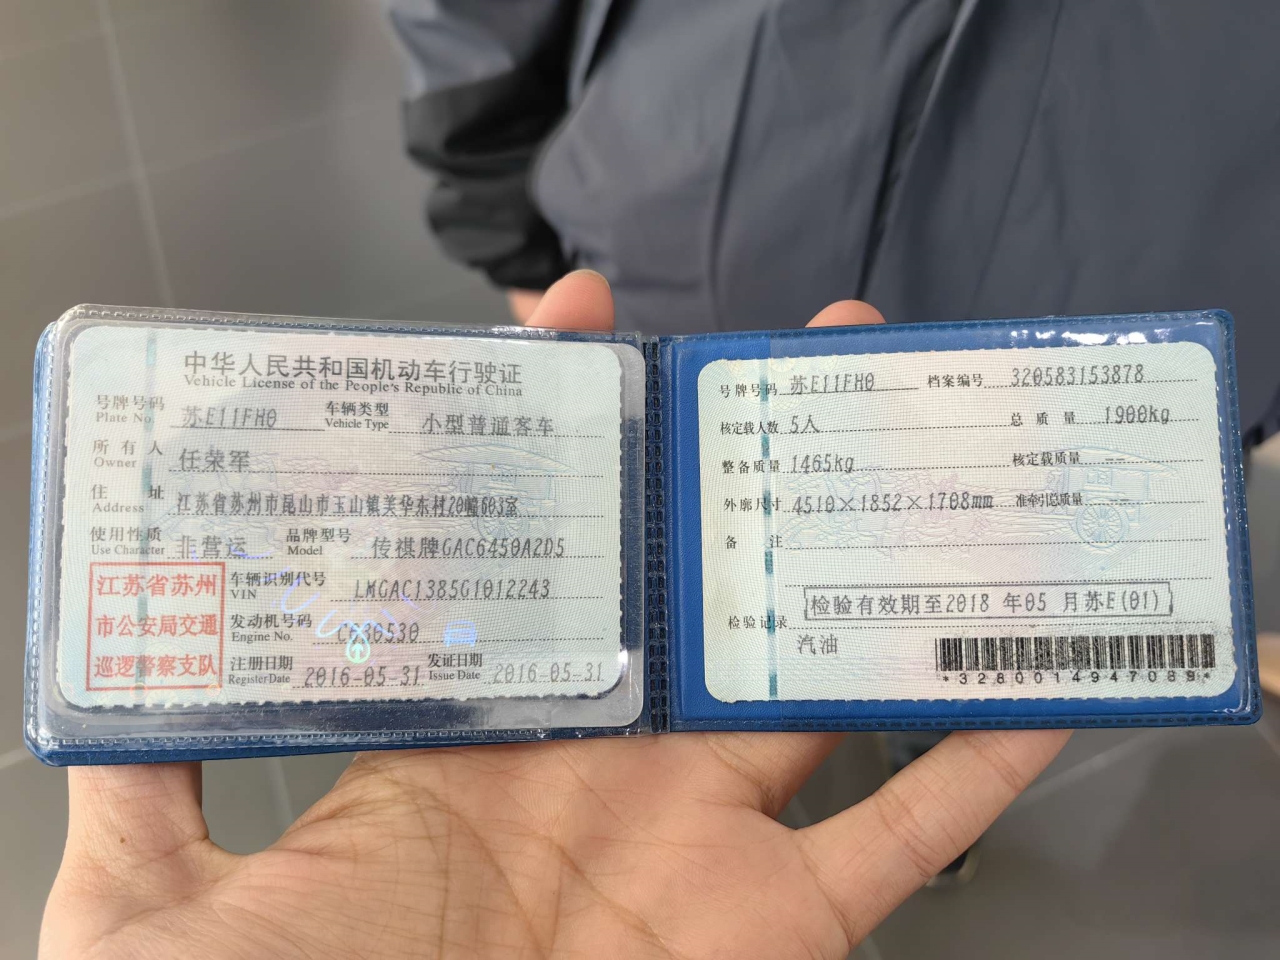 中华人民共和国机动车行驶证
Vehicle License of the People's Republic of China
号牌号码 Plate No. 苏E11FH0 车辆类型 Vehicle Type 小型普通客车
所有人 Owner 任荣军
住址 Address 江苏省苏州市昆山市玉山镇美华东村20幢603室
使用性质 Use Character 非营运 品牌型号 Model 传祺牌GAC6450A2D5
江苏省苏州
市公安局交通
巡逻警察支队
车辆识别代号 VIN LMGAC1385G1012243
发动机号码 Engine No.
注册日期 Register Date 2016-05-31 发证日期 Issue Date 2016-05-31
号牌号码 苏E11FH0 档案编号 320583153878
核定载人数 5人 总质量 1900kg
整备质量 1465kg 核定载质量 --
外廓尺寸 4510×1852×1708mm 准牵引总质量 --
备注
检验记录 检验有效期至2018 年05 月苏E(01)
汽油
*3280014947089*